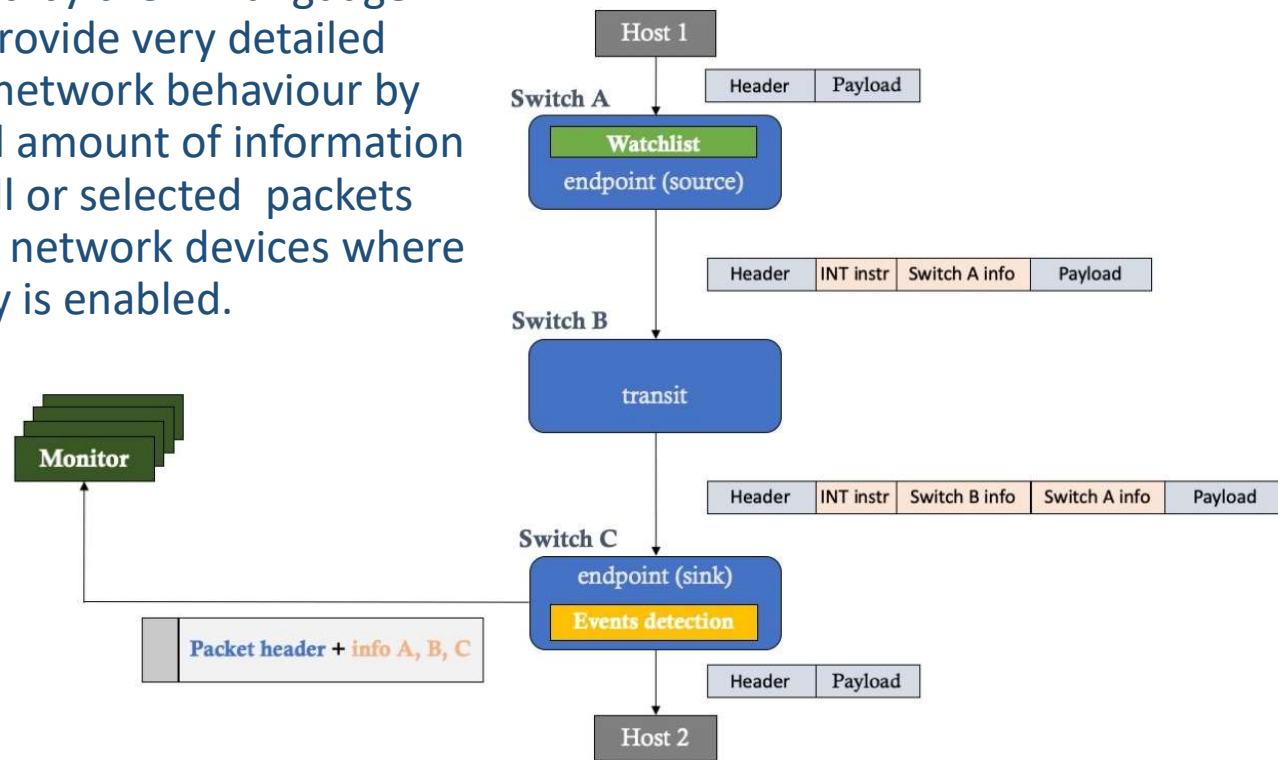 rovide very detailed
network behaviour by
amount of information
ll or selected packets
network devices where
y is enabled.
Host 1
Header Payload
Switch A
Watchlist
endpoint (source)
Header INT instr Switch A info Payload
Switch B
transit
Monitor
Header INT instr Switch B info Switch A info Payload
Switch C
endpoint (sink)
Events detection
Packet header + info A, B, C
Header Payload
Host 2